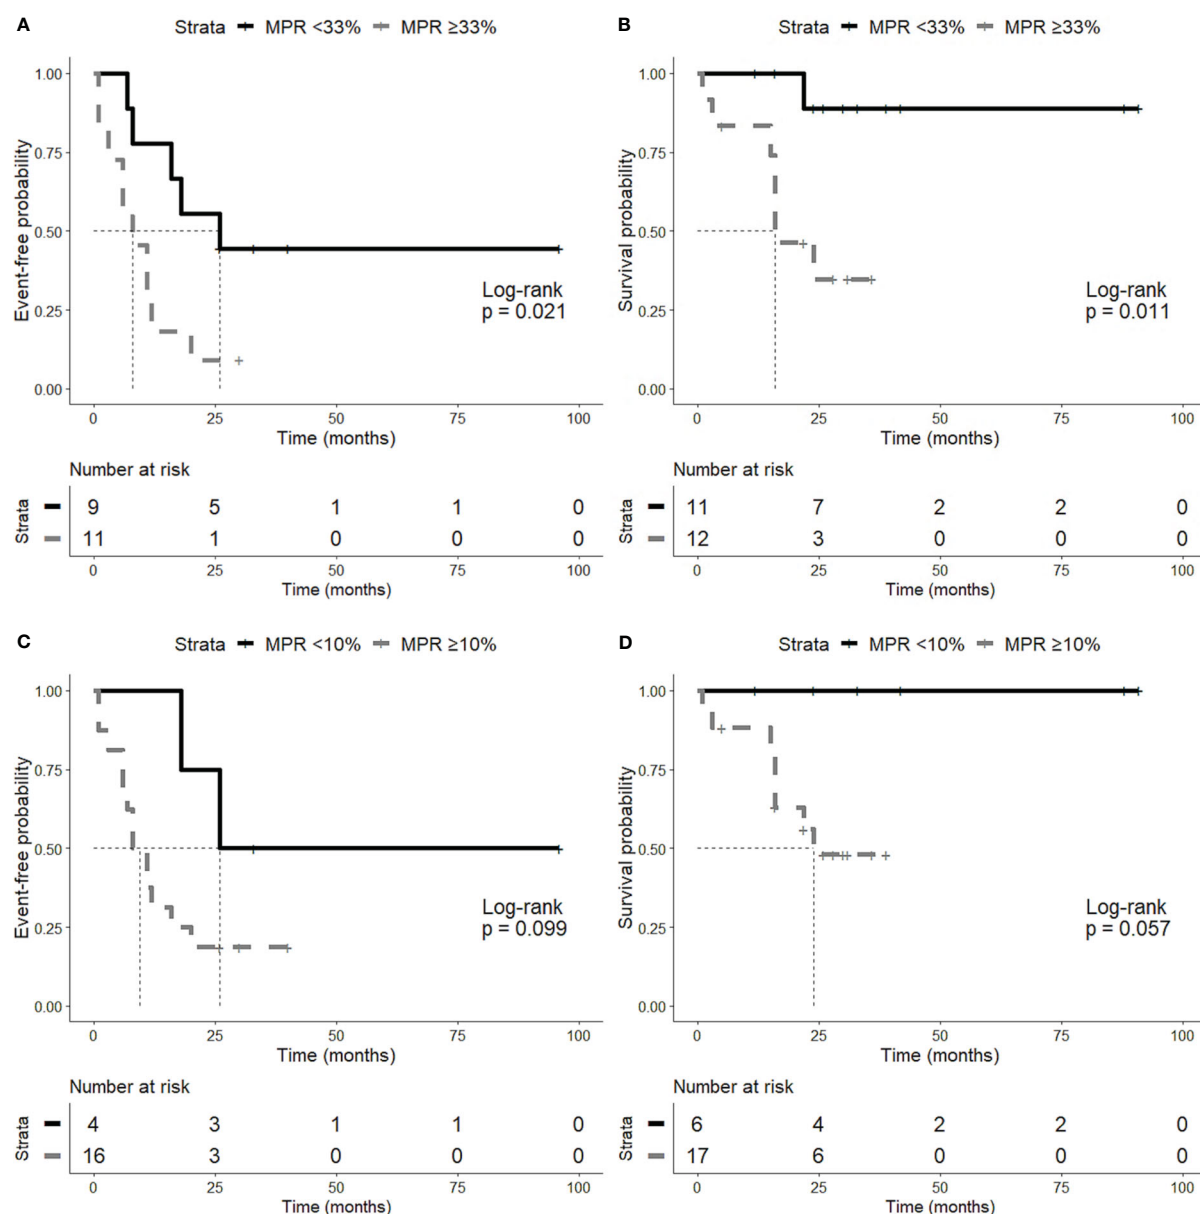 A
Strata MPR <33% MPR ≥33%
Event-free probability
1.00
0.75
0.50
0.25
0.00
Log-rank
p = 0.021
0 25 50 75 100
Time (months)
Number at risk
Strata
9 5 1 1 0
11 1 0 0 0
0 25 50 75 100
Time (months)
B
Strata MPR <33% MPR ≥33%
Survival probability
1.00
0.75
0.50
0.25
0.00
Log-rank
p = 0.011
0 25 50 75 100
Time (months)
Number at risk
Strata
11 7 2 2 0
12 3 0 0 0
0 25 50 75 100
Time (months)
C
Strata MPR <10% MPR ≥10%
Event-free probability
1.00
0.75
0.50
0.25
0.00
Log-rank
p = 0.099
0 25 50 75 100
Time (months)
Number at risk
Strata
4 3 1 1 0
16 3 0 0 0
0 25 50 75 100
Time (months)
D
Strata MPR <10% MPR ≥10%
Survival probability
1.00
0.75
0.50
0.25
0.00
Log-rank
p = 0.057
0 25 50 75 100
Time (months)
Number at risk
Strata
6 4 2 2 0
17 6 0 0 0
0 25 50 75 100
Time (months)